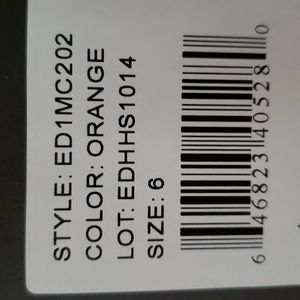 STYLE: ED1MC202
COLOR: ORANGE
LOT: EDHHS1014
SIZE: 6
6 46823 40528 0